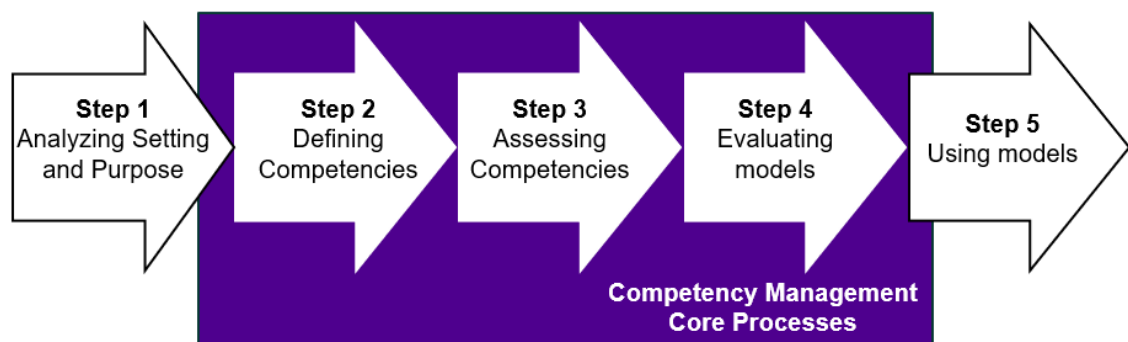 Step 1
Analyzing Setting
and Purpose
Step 2
Defining
Competencies
Step 3
Assessing
Competencies
Step 4
Evaluating
models
Step 5
Using models
Competency Management
Core Processes